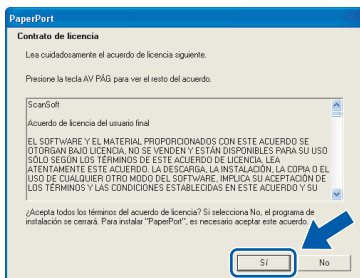 PaperPort
Contrato de licencia
Lea cuidadosamente el acuerdo de licencia siguiente.
Presione la tecla AV PÁG para ver el resto del acuerdo.
ScanSoft
Acuerdo de licencia del usuario final
EL SOFTWARE Y EL MATERIAL PROPORCIONADOS CON ESTE ACUERDO SE
OTORGAN BAJO LICENCIA, NO SE VENDEN Y ESTÁN DISPONIBLES PARA SU USO
SÓLO SEGÚN LOS TÉRMINOS DE ESTE ACUERDO DE LICENCIA. LEA
ATENTAMENTE ESTE ACUERDO. LA DESCARGA, LA INSTALACIÓN, LA COPIA O EL
USO DE CUALQUIER OTRO MODO DEL SOFTWARE, IMPLICA SU ACEPTACIÓN DE
LOS TÉRMINOS Y LAS CONDICIONES ESTABLECIDAS EN ESTE ACUERDO Y SU
¿Acepta todos los términos del acuerdo de licencia? Si selecciona No, el programa de
instalación se cerrará. Para instalar "PaperPort", es necesario aceptar este acuerdo.
Sí
No